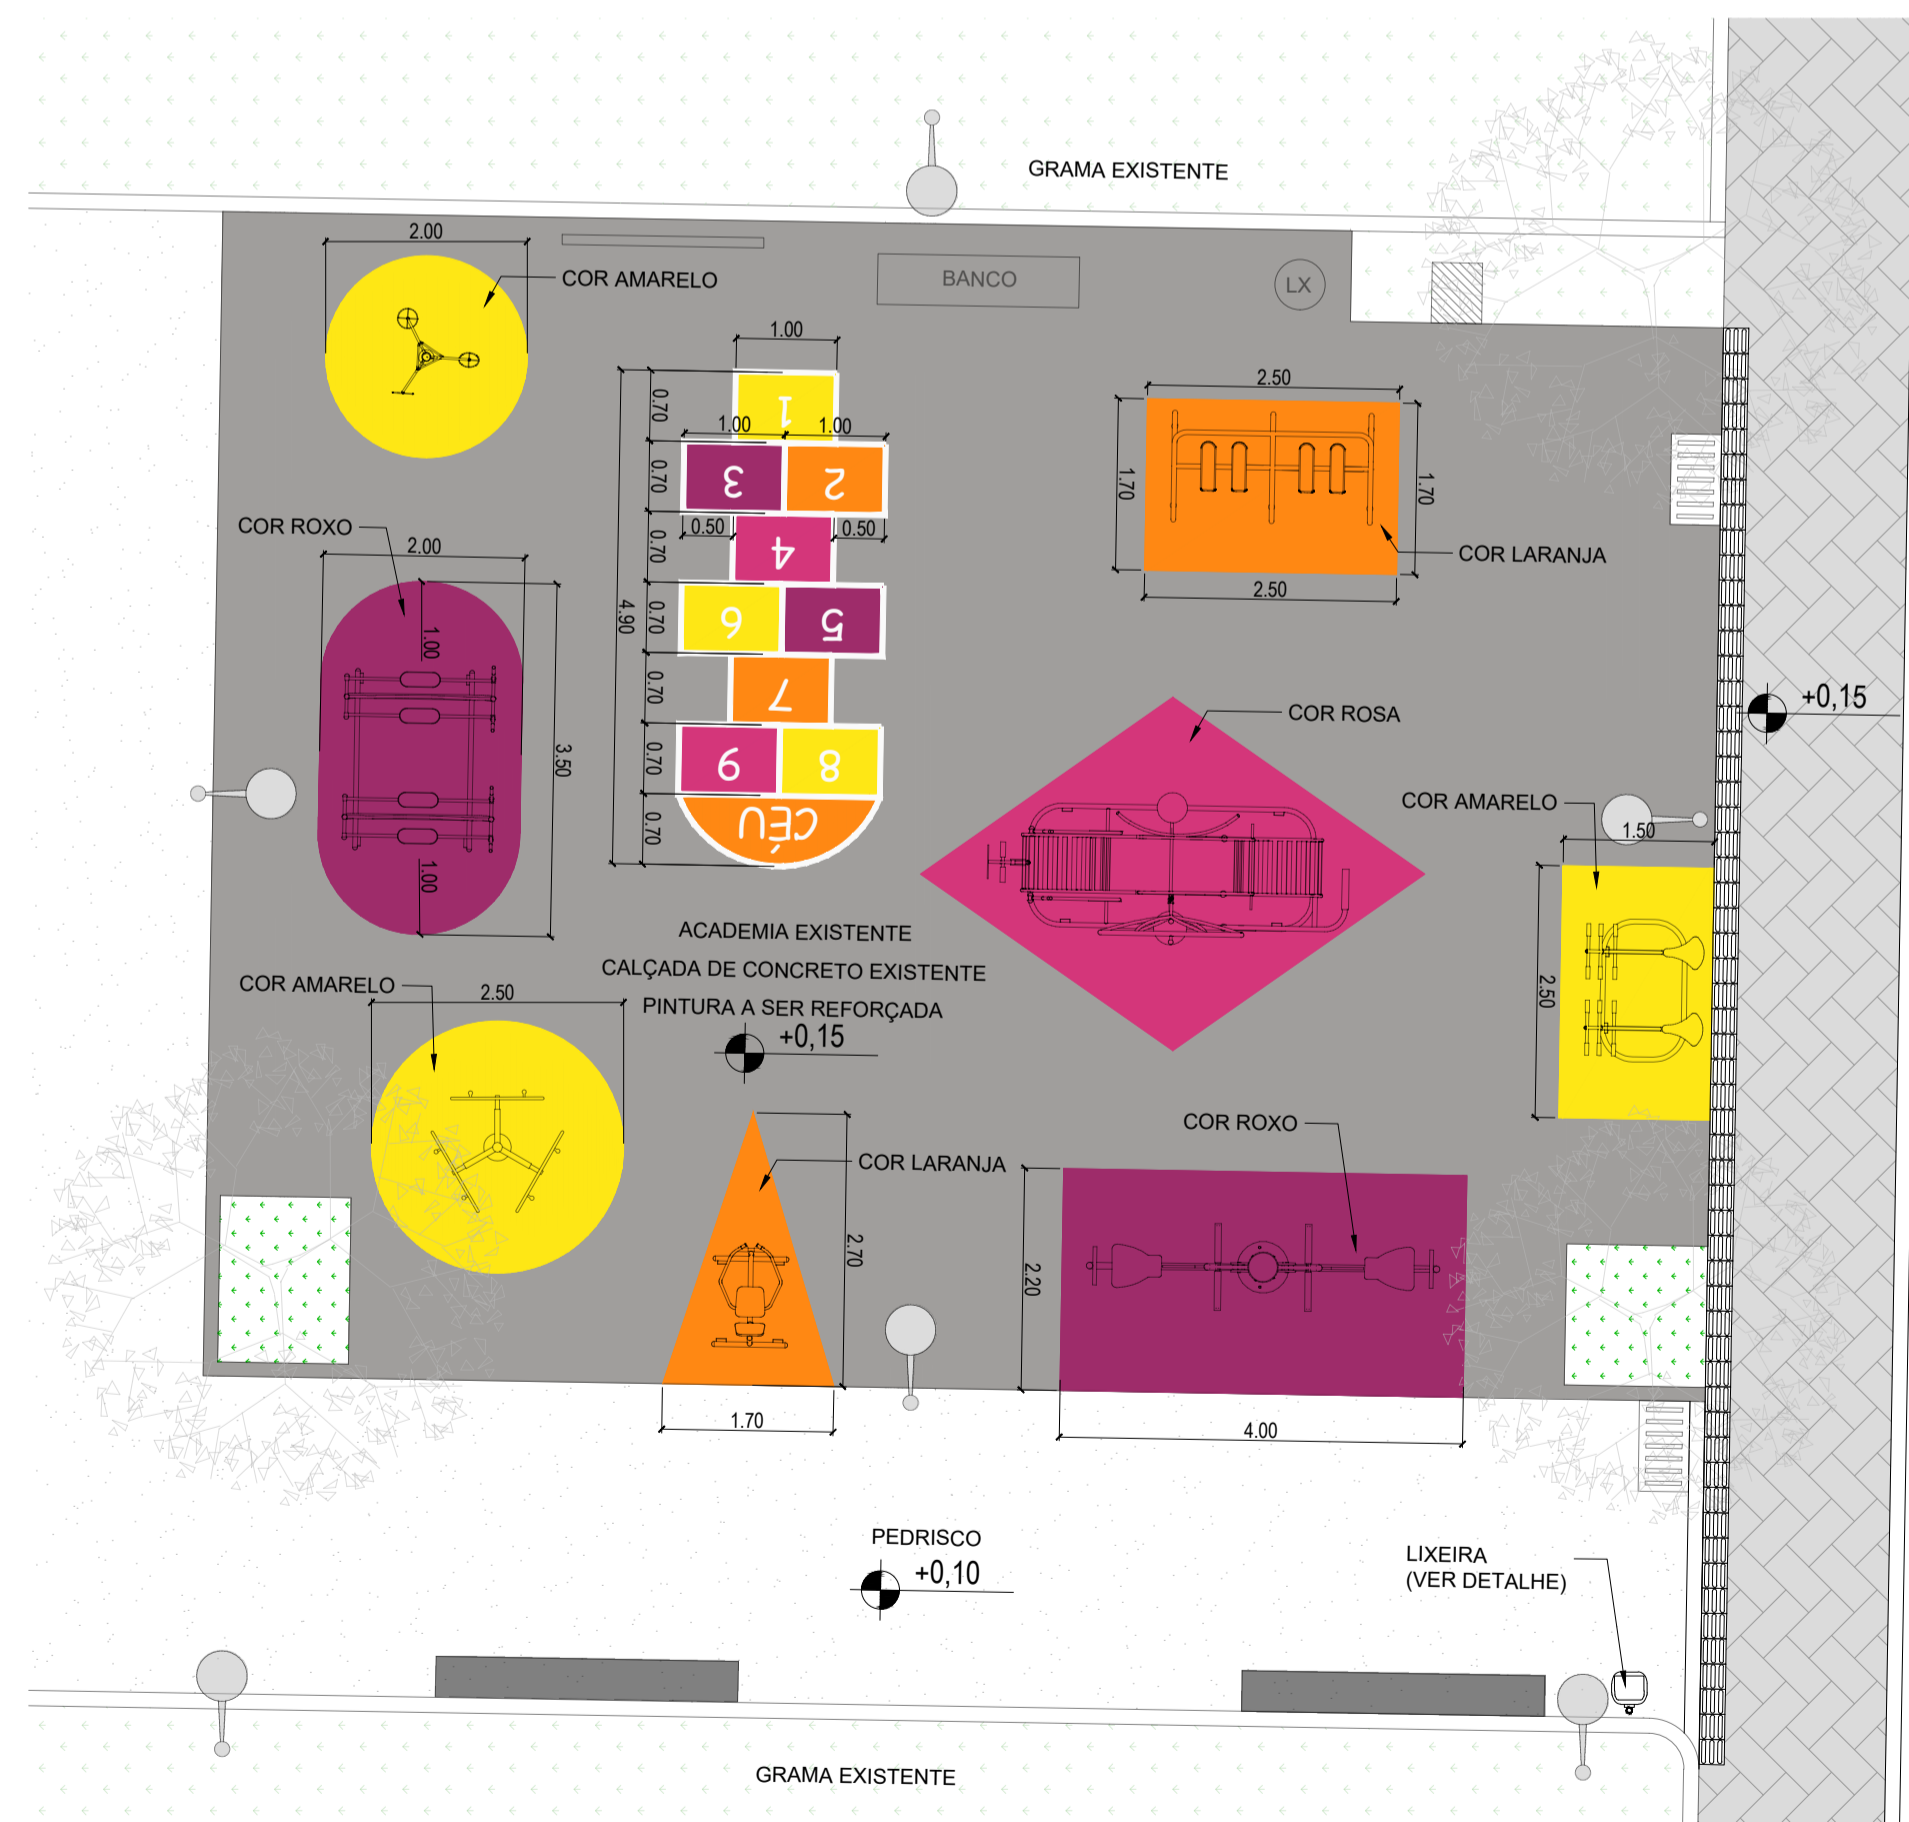 GRAMA EXISTENTE
2.00
COR AMARELO
BANCO
LX
1.00
0.70
1
1.00
1.00
0.70
3
2
0.50
0.50
0.70
4
4.90
0.70
6
5
0.70
7
0.70
9
8
0.70
CÉU
2.50
1.70
1.70
COR LARANJA
2.50
COR ROXO
2.00
1.00
3.50
1.00
COR ROSA
+0,15
COR AMARELO
1.50
2.50
ACADEMIA EXISTENTE
CALÇADA DE CONCRETO EXISTENTE
PINTURA A SER REFORÇADA
+0,15
COR AMARELO
2.50
COR LARANJA
2.70
1.70
COR ROXO
2.20
4.00
PEDRISCO
+0,10
LIXEIRA
(VER DETALHE)
GRAMA EXISTENTE